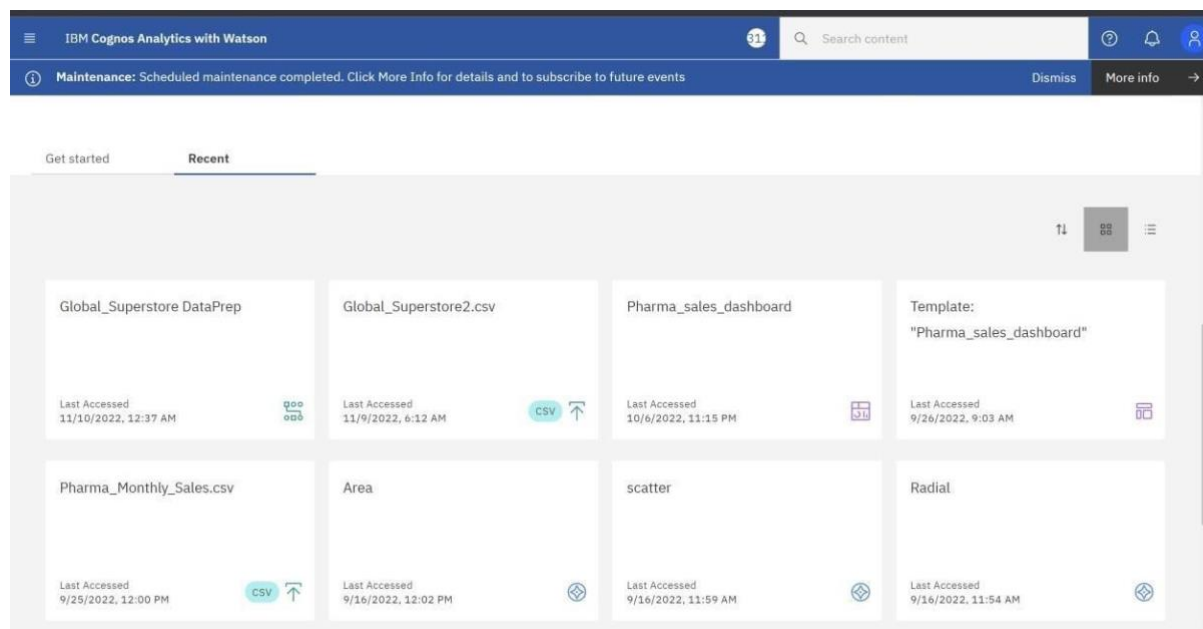 IBM Cognos Analytics with Watson
Search content
Maintenance: Scheduled maintenance completed. Click More Info for details and to subscribe to future events
Dismiss
More info
Get started
Recent
Global_Superstore DataPrep
Last Accessed
11/10/2022, 12:37 AM
Global_Superstore2.csv
Last Accessed
11/9/2022, 6:12 AM
CSV
Pharma_sales_dashboard
Last Accessed
10/6/2022, 11:15 PM
Template:
"Pharma_sales_dashboard"
Last Accessed
9/26/2022, 9:03 AM
Pharma_Monthly_Sales.csv
Last Accessed
9/25/2022, 12:00 PM
CSV
Area
Last Accessed
9/16/2022, 12:02 PM
scatter
Last Accessed
9/16/2022, 11:59 AM
Radial
Last Accessed
9/16/2022, 11:54 AM